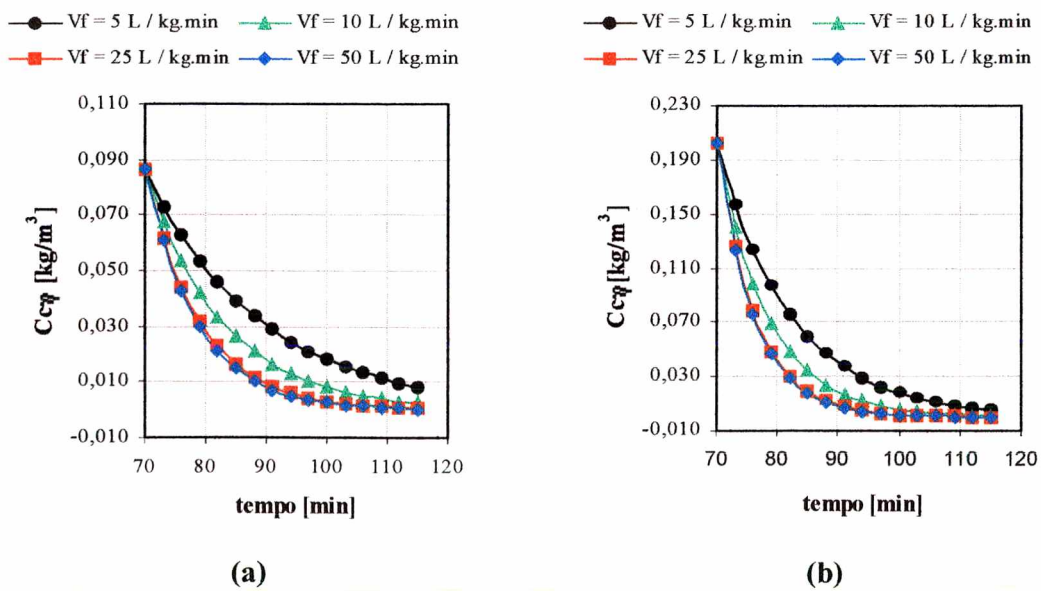 Vf = 5 L / kg.min Vf = 10 L / kg.min
Vf = 25 L / kg.min Vf = 50 L / kg.min
0,110
0,090
0,070
0,050
0,030
0,010
-0,010
Ccφ [kg/m³]
70 80 90 100 110 120
tempo [min]
(a)
Vf = 5 L / kg.min Vf = 10 L / kg.min
Vf = 25 L / kg.min Vf = 50 L / kg.min
0,230
0,190
0,150
0,110
0,070
0,030
-0,010
Ccφ [kg/m³]
70 80 90 100 110 120
tempo [min]
(b)